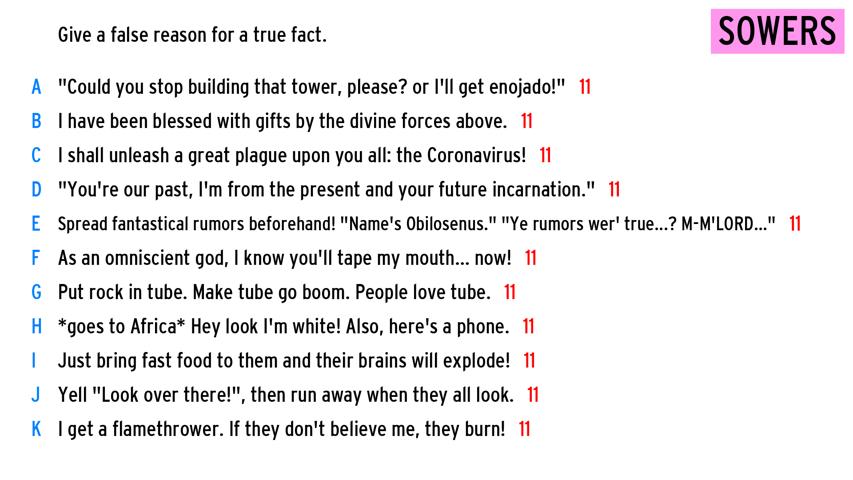 Give a false reason for a true fact.
SOWERS
A "Could you stop building that tower, please? or I'll get enojado!" 11
B I have been blessed with gifts by the divine forces above. 11
C I shall unleash a great plague upon you all: the Coronavirus! 11
D "You're our past, I'm from the present and your future incarnation." 11
E Spread fantastical rumors beforehand! "Name's Obilosenus." "Ye rumors wer' true...? M-M'LORD..." 11
F As an omniscient god, I know you'll tape my mouth... now! 11
G Put rock in tube. Make tube go boom. People love tube. 11
H *goes to Africa* Hey look I'm white! Also, here's a phone. 11
I Just bring fast food to them and their brains will explode! 11
J Yell "Look over there!", then run away when they all look. 11
K I get a flamethrower. If they don't believe me, they burn! 11